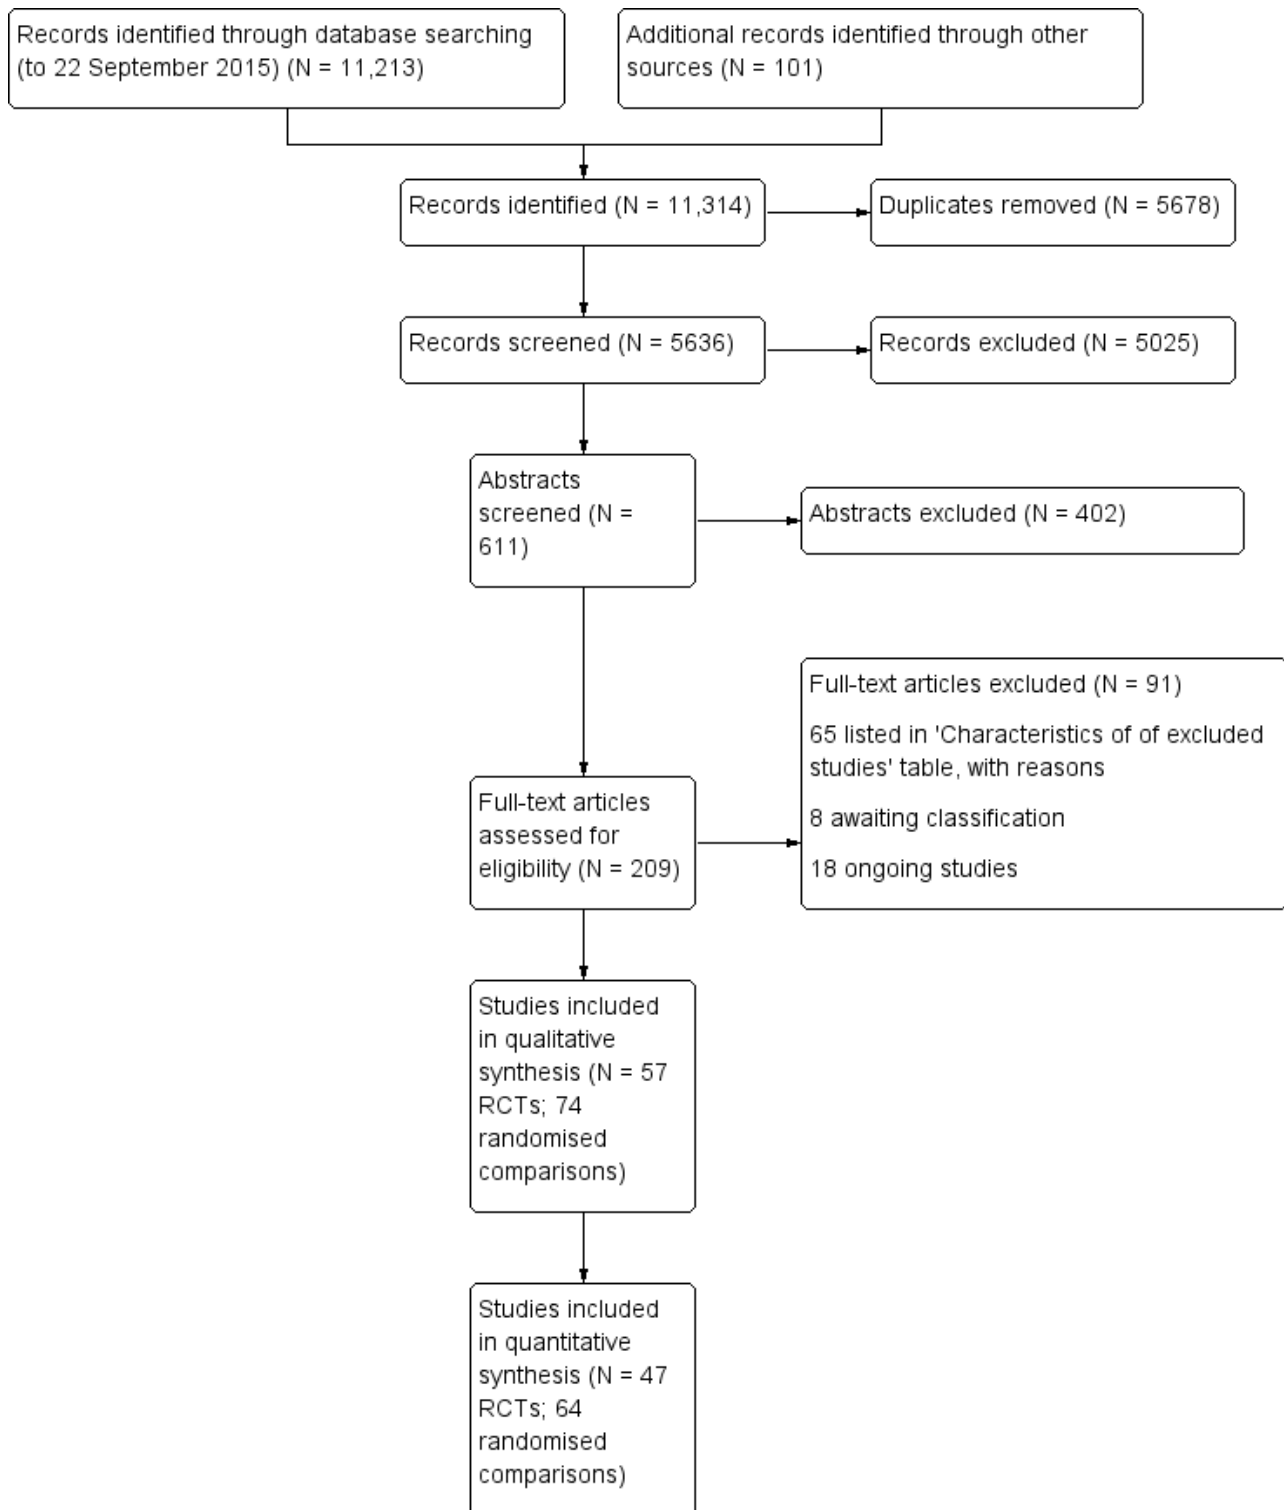 Records identified through database searching
(to 22 September 2015) (N = 11,213)
Additional records identified through other
sources (N = 101)
Records identified (N = 11,314)
Duplicates removed (N = 5678)
Records screened (N = 5636)
Records excluded (N = 5025)
Abstracts
screened (N =
611)
Abstracts excluded (N = 402)
Full-text articles
assessed for
eligibility (N = 209)
Full-text articles excluded (N = 91)
65 listed in 'Characteristics of of excluded
studies' table, with reasons
8 awaiting classification
18 ongoing studies
Studies included
in qualitative
synthesis (N = 57
RCTs; 74
randomised
comparisons)
Studies included
in quantitative
synthesis (N = 47
RCTs; 64
randomised
comparisons)